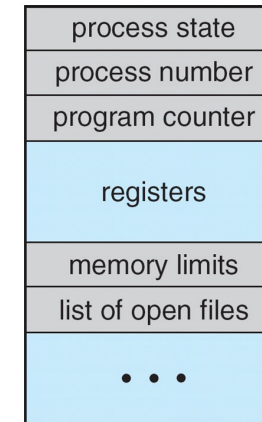 process state
process number
program counter
registers
memory limits
list of open files
• • •